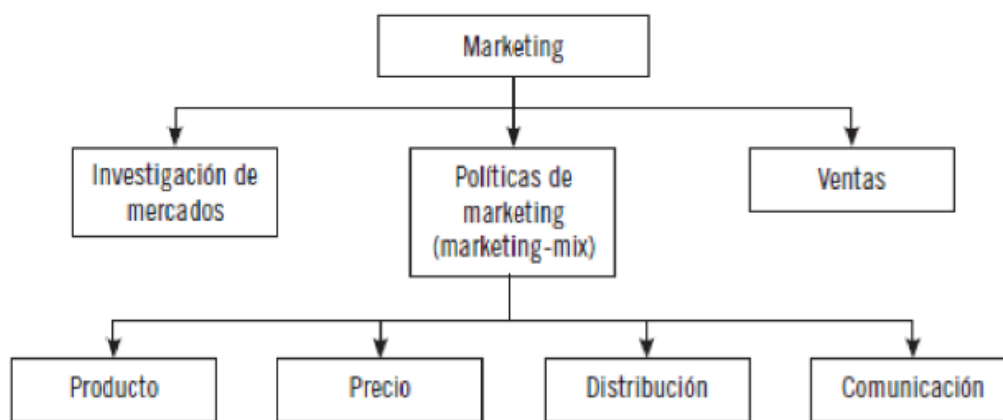 Marketing
Investigación de
mercados
Políticas de
marketing
(marketing-mix)
Ventas
Producto
Precio
Distribución
Comunicación